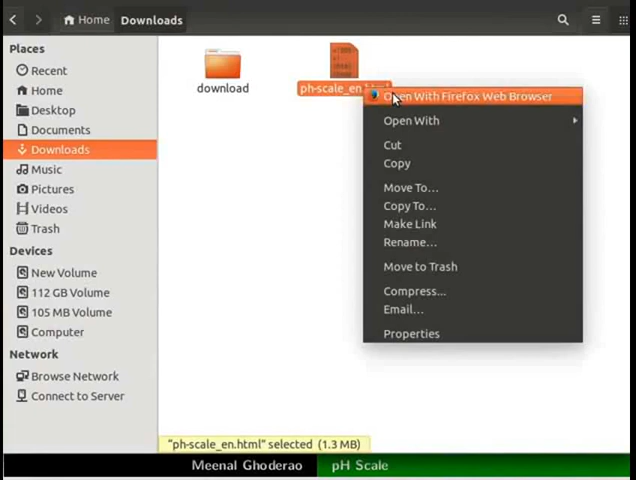 Home Downloads
Places
Recent
Home
Desktop
Documents
Downloads
Music
Pictures
Videos
Trash
Devices
New Volume
112 GB Volume
105 MB Volume
Computer
Network
Browse Network
Connect to Server
download
ph-scale_en.html
Open With Firefox Web Browser
Open With
Cut
Copy
Move To...
Copy To...
Make Link
Rename...
Move to Trash
Compress...
Email...
Properties
"ph-scale_en.html" selected (1.3 MB)
Meenal Ghoderao pH Scale